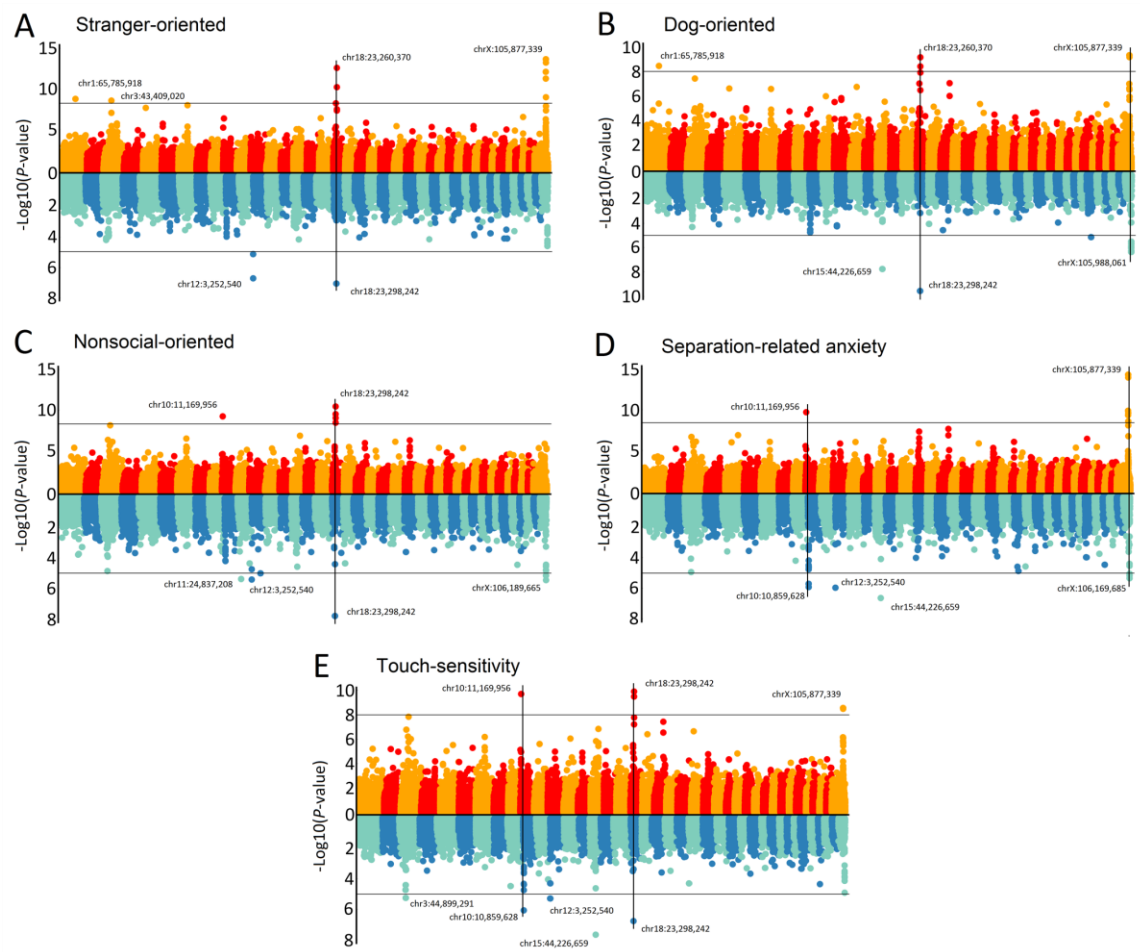 A Stranger-oriented
15
10
5
0
2
4
6
8
-Log10(P-value)
chr1:65,785,918
chr3:43,409,020
chr18:23,260,370
chrX:105,877,339
chr12:3,252,540
chr18:23,298,242
B Dog-oriented
10
8
6
4
2
0
2
4
6
8
10
-Log10(P-value)
chr1:65,785,918
chr18:23,260,370
chrX:105,877,339
chr15:44,226,659
chr18:23,298,242
chrX:105,988,061
C Nonsocial-oriented
15
10
5
0
2
4
6
8
-Log10(P-value)
chr10:11,169,956
chr18:23,298,242
chr11:24,837,208
chr12:3,252,540
chr18:23,298,242
chrX:106,189,665
D Separation-related anxiety
15
10
5
0
2
4
6
8
-Log10(P-value)
chr10:11,169,956
chrX:105,877,339
chr10:10,859,628
chr12:3,252,540
chr15:44,226,659
chrX:106,169,685
E Touch-sensitivity
10
8
6
4
2
0
2
4
6
8
-Log10(P-value)
chr10:11,169,956
chr18:23,298,242
chrX:105,877,339
chr3:44,899,291
chr10:10,859,628
chr12:3,252,540
chr15:44,226,659
chr18:23,298,242